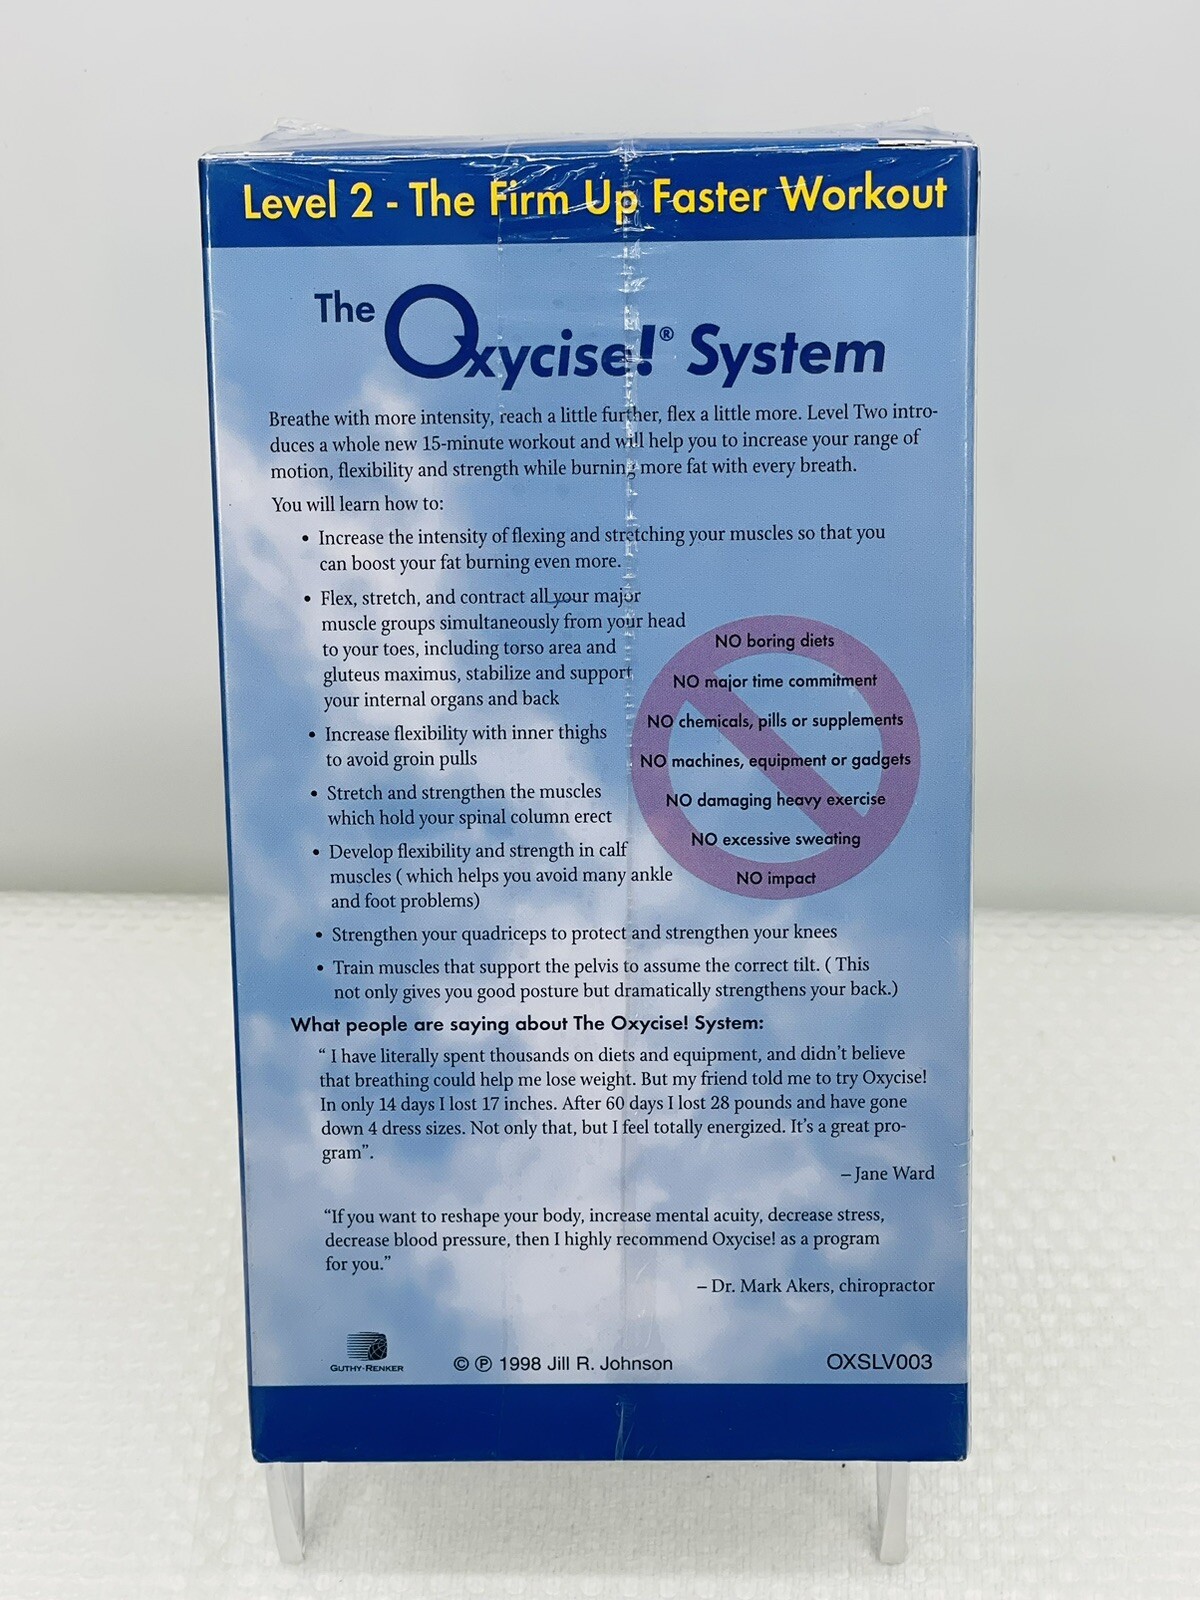 Level 2 - The Firm Up Faster Workout
The Oxycise!® System
Breathe with more intensity, reach a little further, flex a little more. Level Two intro-
duces a whole new 15-minute workout and will help you to increase your range of
motion, flexibility and strength while burning more fat with every breath.
You will learn how to:
• Increase the intensity of flexing and stretching your muscles so that you
can boost your fat burning even more.
• Flex, stretch, and contract all your major
muscle groups simultaneously from your head
to your toes, including torso area and
gluteus maximus, stabilize and support
your internal organs and back
• Increase flexibility with inner thighs
to avoid groin pulls
• Stretch and strengthen the muscles
which hold your spinal column erect
• Develop flexibility and strength in calf
muscles ( which helps you avoid many ankle
and foot problems)
NO boring diets
NO major time commitment
NO chemicals, pills or supplements
NO machines, equipment or gadgets
NO damaging heavy exercise
NO excessive sweating
NO impact
• Strengthen your quadriceps to protect and strengthen your knees
• Train muscles that support the pelvis to assume the correct tilt. ( This
not only gives you good posture but dramatically strengthens your back.)
What people are saying about The Oxycise! System:
“ I have literally spent thousands on diets and equipment, and didn’t believe
that breathing could help me lose weight. But my friend told me to try Oxycise!
In only 14 days I lost 17 inches. After 60 days I lost 28 pounds and have gone
down 4 dress sizes. Not only that, but I feel totally energized. It’s a great pro-
gram”.
– Jane Ward
“If you want to reshape your body, increase mental acuity, decrease stress,
decrease blood pressure, then I highly recommend Oxycise! as a program
for you.”
– Dr. Mark Akers, chiropractor
GUTHY-RENKER
© ℗ 1998 Jill R. Johnson
OXSLV003